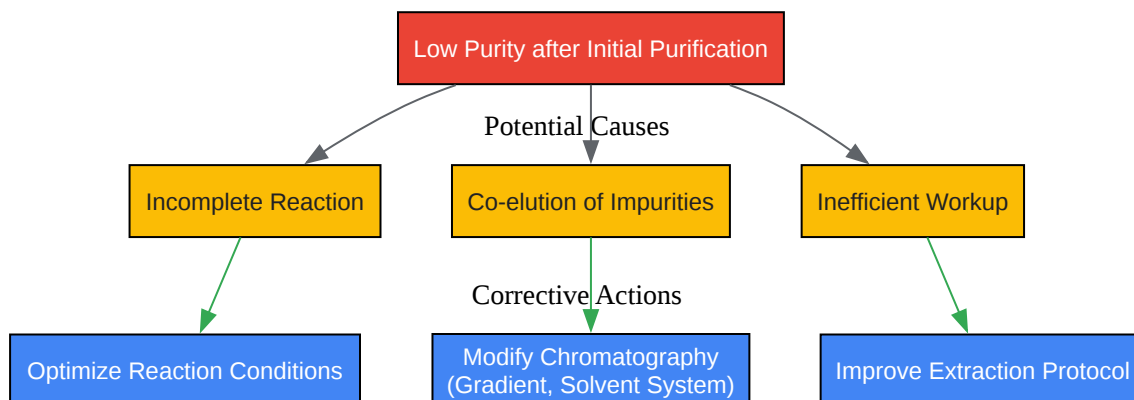 Low Purity after Initial Purification
Potential Causes
Incomplete Reaction
Co-elution of Impurities
Inefficient Workup
Corrective Actions
Optimize Reaction Conditions
Modify Chromatography
(Gradient, Solvent System)
Improve Extraction Protocol